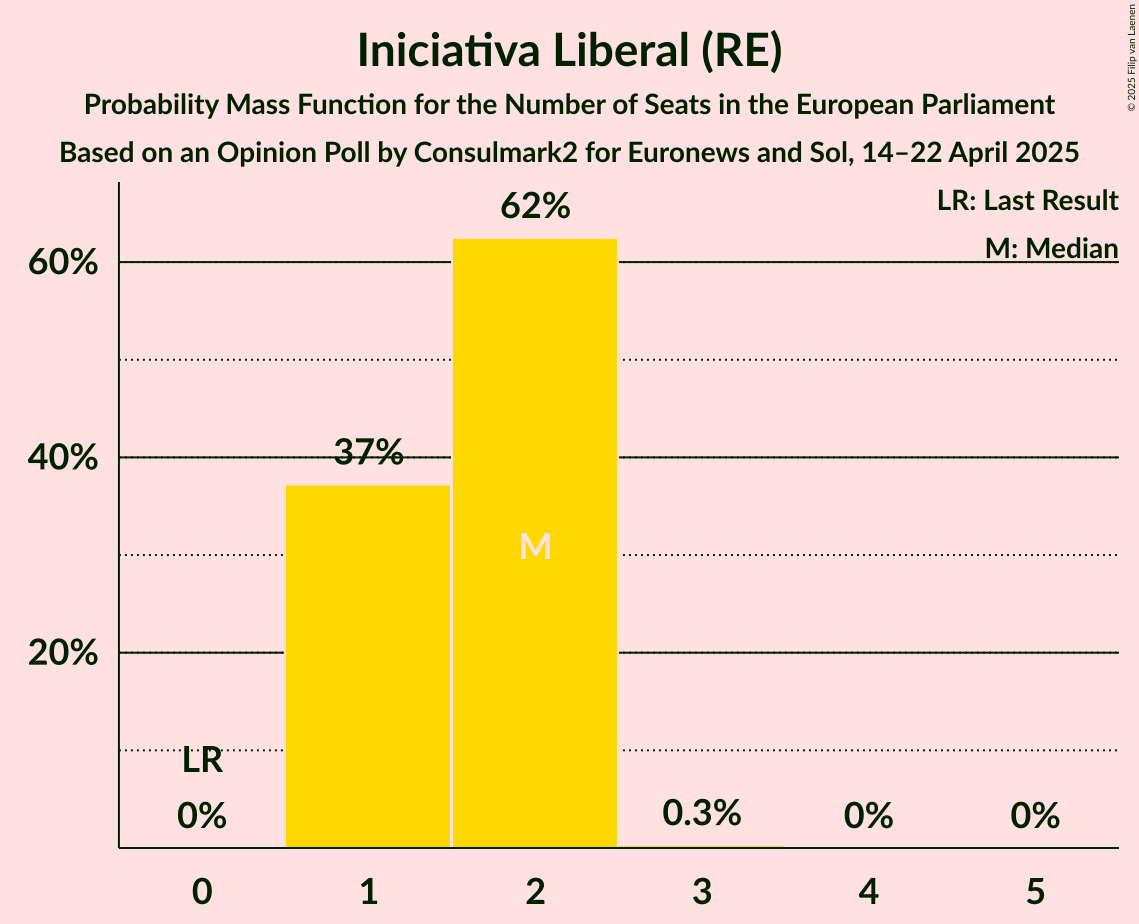 Iniciativa Liberal (RE)
Probability Mass Function for the Number of Seats in the European Parliament
Based on an Opinion Poll by Consulmark2 for Euronews and Sol, 14–22 April 2025
© 2025 Filip van Laenen
LR: Last Result
M: Median
62%
60%
37%
40%
M
20%
LR
0%
0.3%
0%
0%
0 1 2 3 4 5